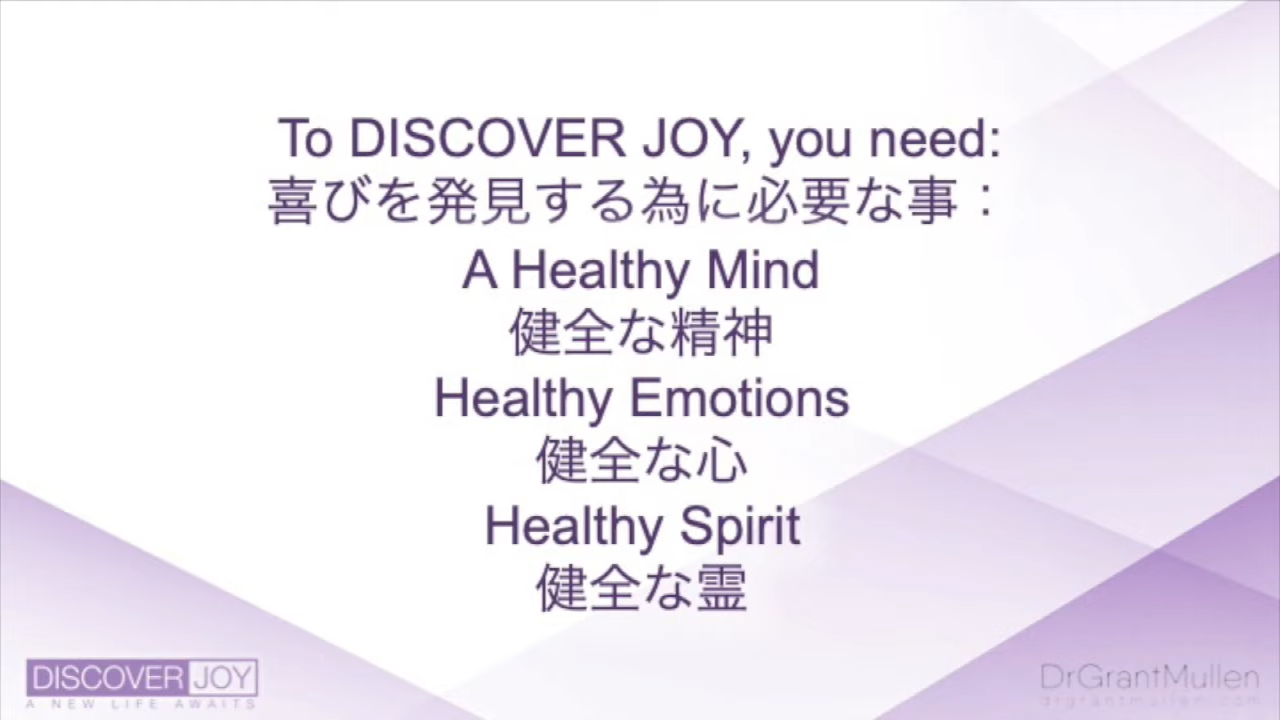 To DISCOVER JOY, you need:
喜びを発見する為に必要な事：
A Healthy Mind
健全な精神
Healthy Emotions
健全な心
Healthy Spirit
健全な霊
DISCOVER JOY
A NEW LIFE AWAITS
DrGrantMullen
drgrantmullen.com